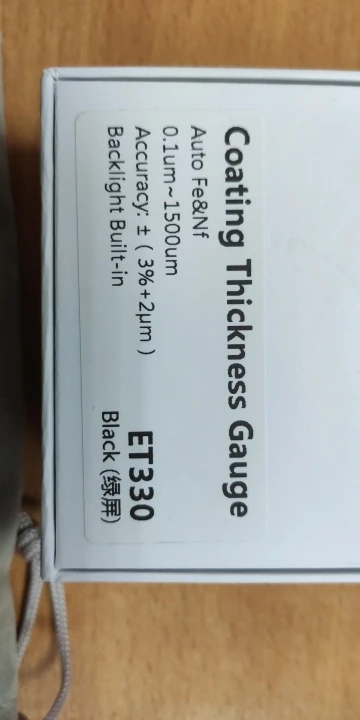 Coating Thickness Gauge
Auto Fe&Nf
0.1um~1500um
Accuracy: ± ( 3%+2μm )
Backlight Built-in
ET330
Black (绿屏)